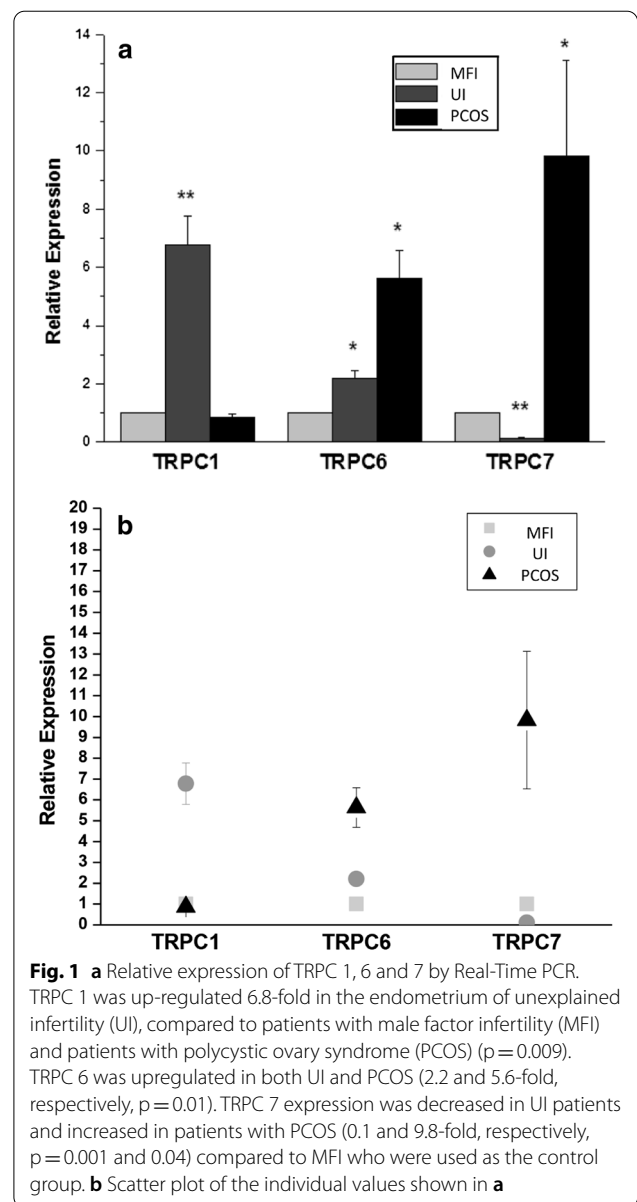 a
14
12
10
8
6
4
2
0
Relative Expression
MFI
UI
PCOS
**
*
*
**
*
TRPC1 TRPC6 TRPC7
b
20
19
18
17
16
15
14
13
12
11
10
9
8
7
6
5
4
3
2
1
0
Relative Expression
MFI
UI
PCOS
TRPC1 TRPC6 TRPC7
Fig. 1 a Relative expression of TRPC 1, 6 and 7 by Real-Time PCR.
TRPC 1 was up-regulated 6.8-fold in the endometrium of unexplained
infertility (UI), compared to patients with male factor infertility (MFI)
and patients with polycystic ovary syndrome (PCOS) (p = 0.009).
TRPC 6 was upregulated in both UI and PCOS (2.2 and 5.6-fold,
respectively, p = 0.01). TRPC 7 expression was decreased in UI patients
and increased in patients with PCOS (0.1 and 9.8-fold, respectively,
p = 0.001 and 0.04) compared to MFI who were used as the control
group. b Scatter plot of the individual values shown in a